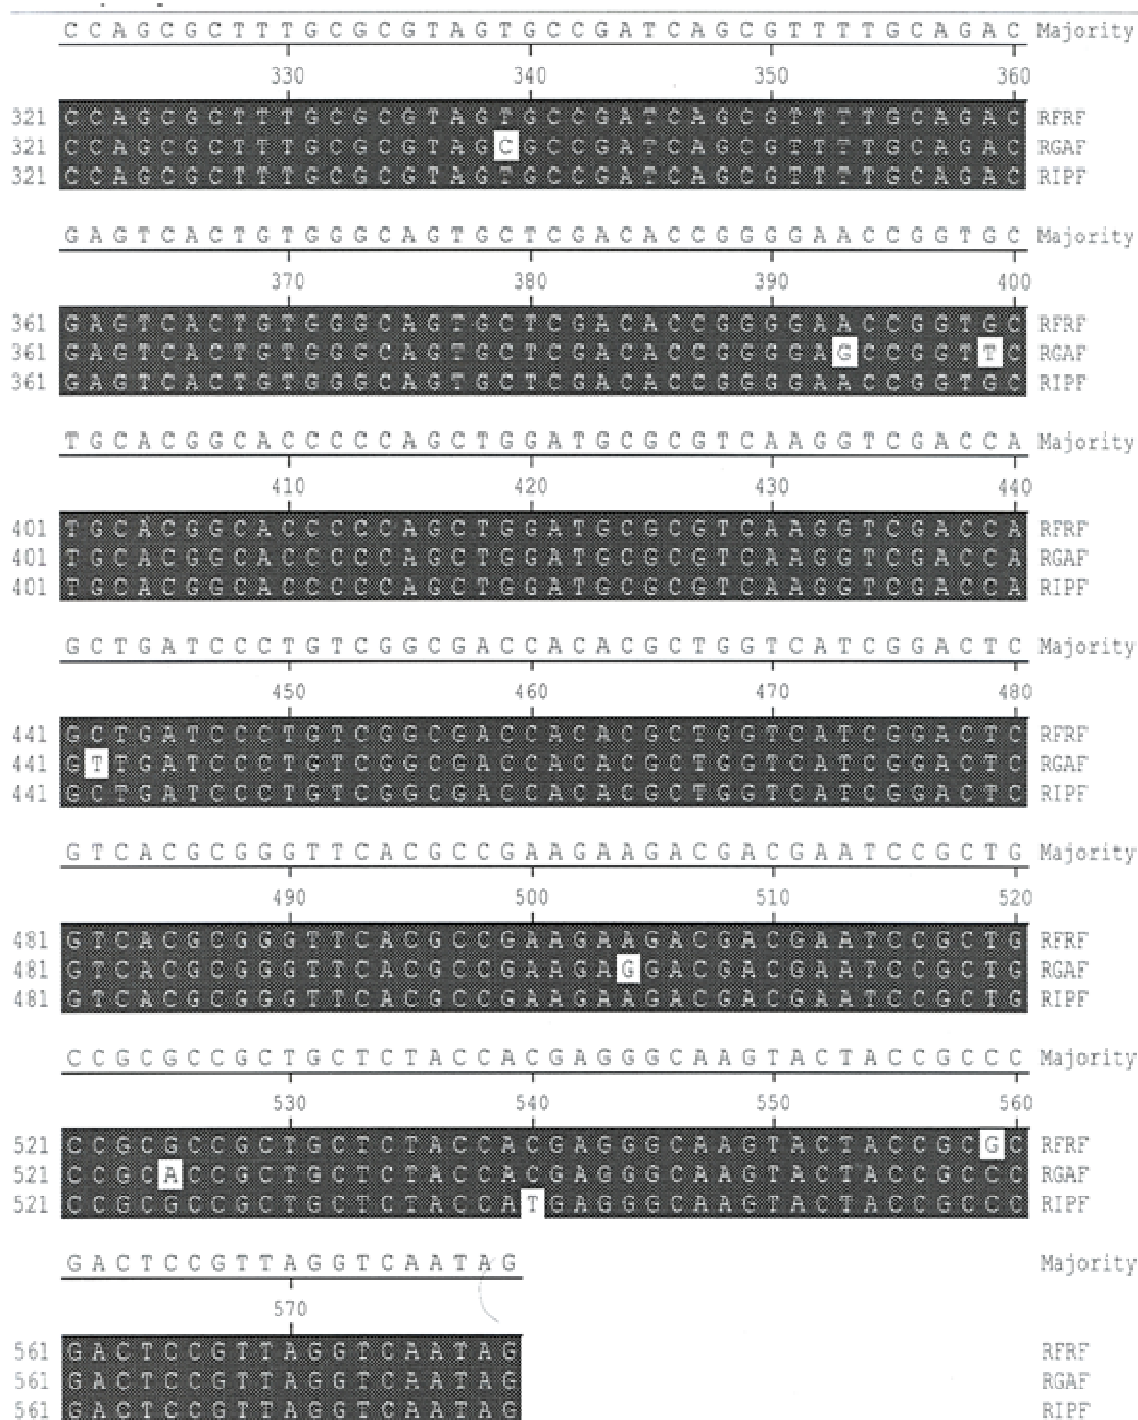 C C A G C G C T T T G C G C G T A G T G C C G A T C A G C G T T T T G C A G A C Majority
330 340 350 360
321 C C A G C G C T T T G C G C G T A G T G C C G A T C A G C G T T T T G C A G A C RFRF
321 C C A G C G C T T T G C G C G T A G C G C C G A T C A G C G T T T T G C A G A C RGAF
321 C C A G C G C T T T G C G C G T A G T G C C G A T C A G C G T T T T G C A G A C RIPF
G A G T C A C T G T G G G C A G T G C T C G A C A C C G G G G A A C C G G T G C Majority
370 380 390 400
361 G A G T C A C T G T G G G C A G T G C T C G A C A C C G G G G A A C C G G T G C RFRF
361 G A G T C A C T G T G G G C A G T G C T C G A C A C C G G G G A G C C G G T T C RGAF
361 G A G T C A C T G T G G G C A G T G C T C G A C A C C G G G G A A C C G G T G C RIPF
T G C A C G G C A C C C C C A G C T G G A T G C G C G T C A A G G T C G A C C A Majority
410 420 430 440
401 T G C A C G G C A C C C C C A G C T G G A T G C G C G T C A A G G T C G A C C A RFRF
401 T G C A C G G C A C C C C C A G C T G G A T G C G C G T C A A G G T C G A C C A RGAF
401 T G C A C G G C A C C C C C A G C T G G A T G C G C G T C A A G G T C G A C C A RIPF
G C T G A T C C C T G T C G G C G A C C A C A C G C T G G T C A T C G G A C T C Majority
450 460 470 480
441 G C T G A T C C C T G T C G G C G A C C A C A C G C T G G T C A T C G G A C T C RFRF
441 G T T G A T C C C T G T C G G C G A C C A C A C G C T G G T C A T C G G A C T C RGAF
441 G C T G A T C C C T G T C G G C G A C C A C A C G C T G G T C A T C G G A C T C RIPF
G T C A C G C G G G T T C A C G C C G A A G A A G A C G A C G A A T C C G C T G Majority
490 500 510 520
481 G T C A C G C G G G T T C A C G C C G A A G A A G A C G A C G A A T C C G C T G RFRF
481 G T C A C G C G G G T T C A C G C C G A A G A G G A C G A C G A A T C C G C T G RGAF
481 G T C A C G C G G G T T C A C G C C G A A G A A G A C G A C G A A T C C G C T G RIPF
C C G C G C C G C T G C T C T A C C A C G A G G G C A A G T A C T A C C G C C C Majority
530 540 550 560
521 C C G C G C C G C T G C T C T A C C A C G A G G G C A A G T A C T A C C G C G C RFRF
521 C C G C A C C G C T G C T C T A C C A C G A G G G C A A G T A C T A C C G C C C RGAF
521 C C G C G C C G C T G C T C T A C C A T G A G G G C A A G T A C T A C C G C C C RIPF
G A C T C C G T T A G G T C A A T A G Majority
570
561 G A C T C C G T T A G G T C A A T A G RFRF
561 G A C T C C G T T A G G T C A A T A G RGAF
561 G A C T C C G T T A G G T C A A T A G RIPF